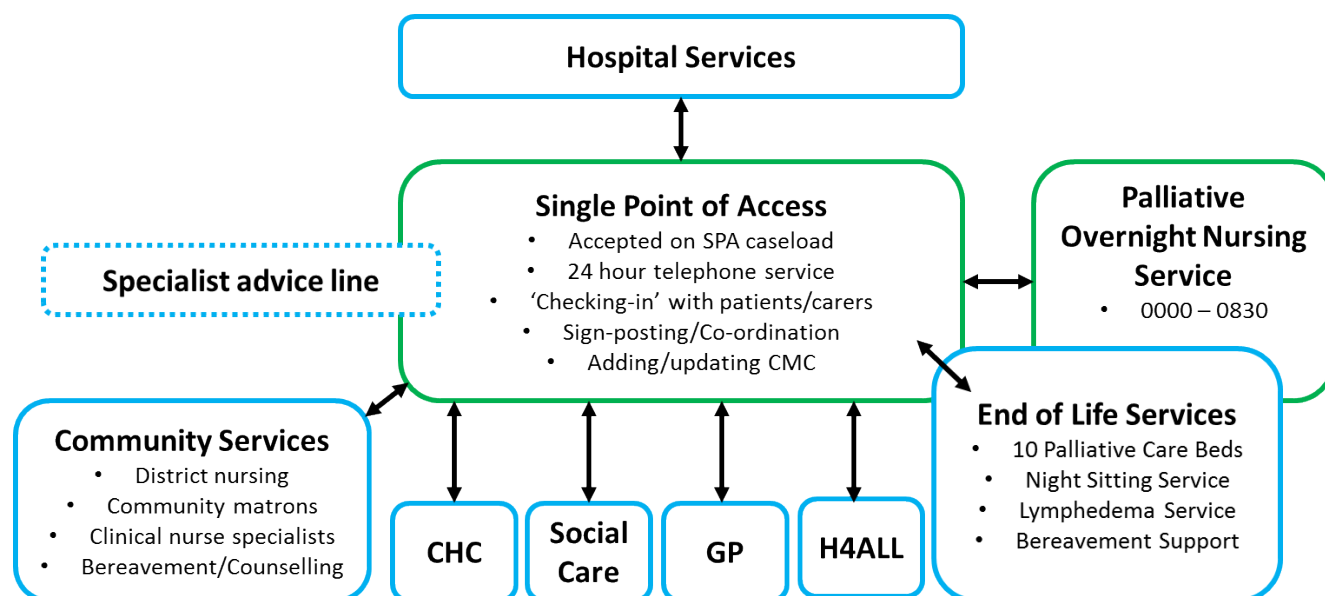 Hospital Services
Single Point of Access
• Accepted on SPA caseload
• 24 hour telephone service
• ‘Checking-in’ with patients/carers
• Sign-posting/Co-ordination
• Adding/updating CMC
Specialist advice line
Palliative
Overnight Nursing
Service
• 0000 – 0830
Community Services
• District nursing
• Community matrons
• Clinical nurse specialists
• Bereavement/Counselling
CHC
Social
Care
GP
H4ALL
End of Life Services
• 10 Palliative Care Beds
• Night Sitting Service
• Lymphedema Service
• Bereavement Support